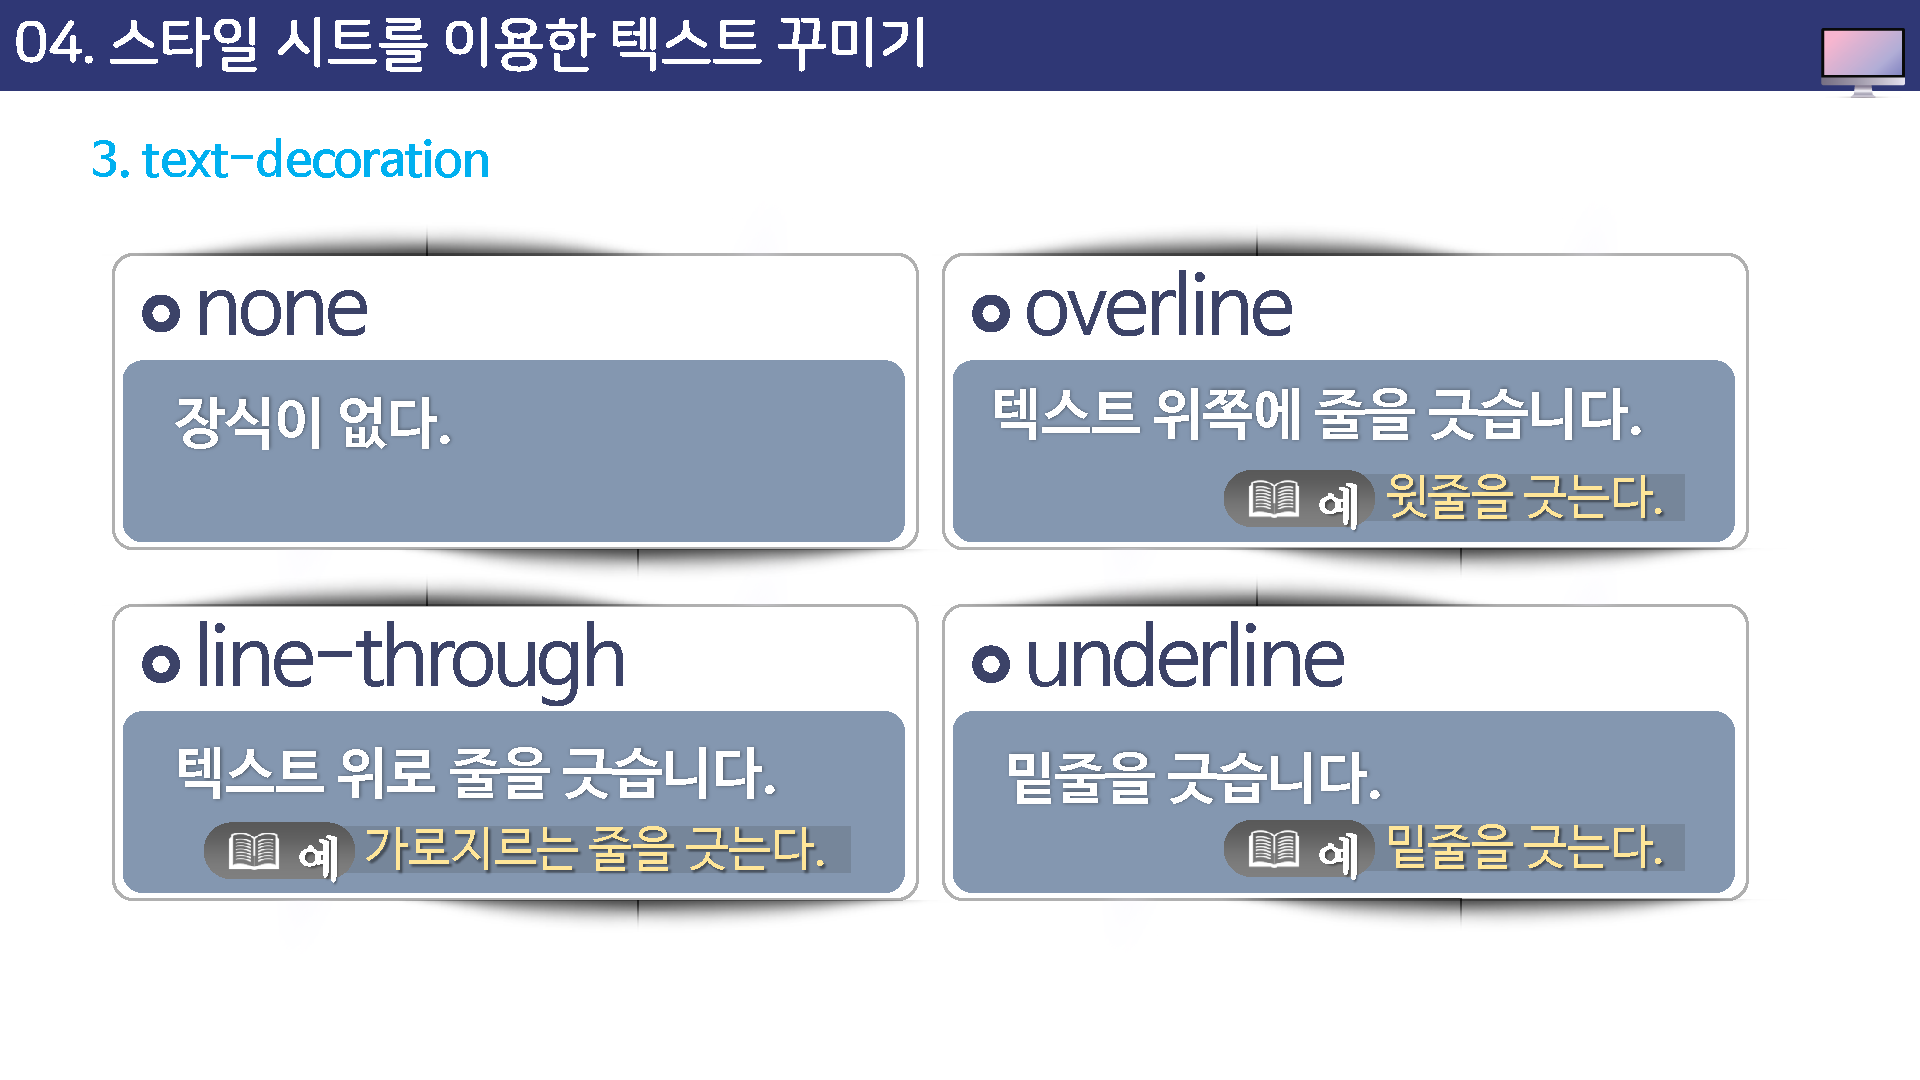 04. 스타일 시트를 이용한 텍스트 꾸미기
3. text-decoration
none
장식이 없다.
overline
텍스트 위쪽에 줄을 긋습니다.
예 윗줄을 긋는다.
line-through
텍스트 위로 줄을 긋습니다.
예 가로지르는 줄을 긋는다.
underline
밑줄을 긋습니다.
예 밑줄을 긋는다.